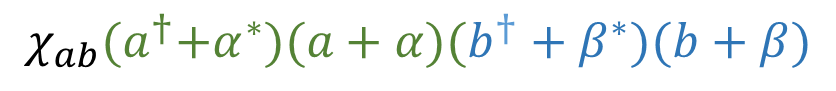 χ_{ab}(a^†+α^*)(a + α)(b^† + β^*)(b + β)